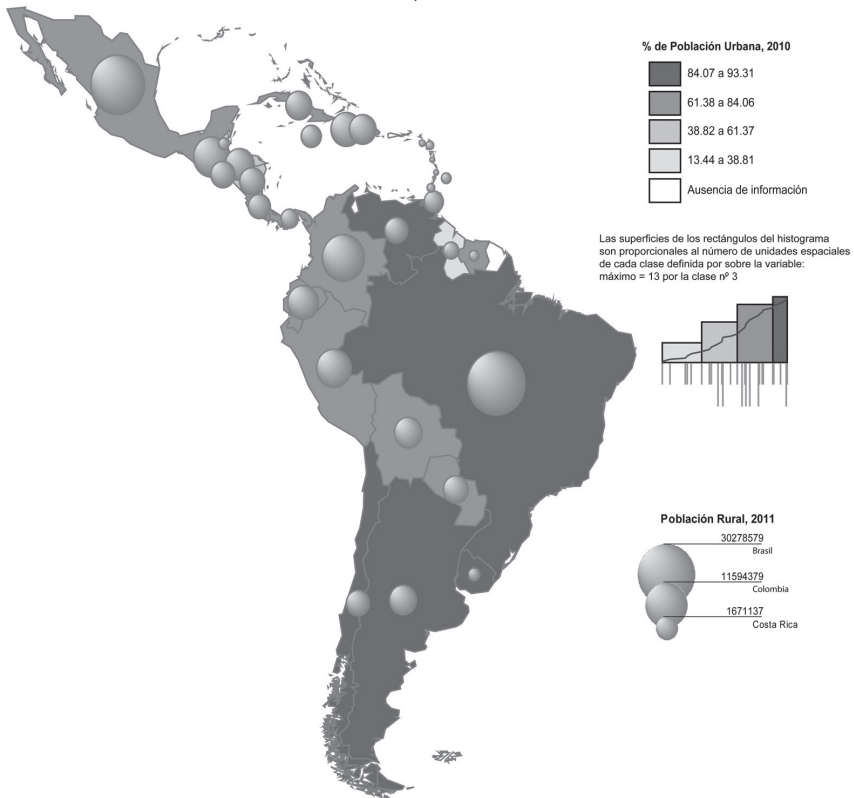 % de Población Urbana, 2010
84.07 a 93.31
61.38 a 84.06
38.82 a 61.37
13.44 a 38.81
Ausencia de información
Las superficies de los rectángulos del histograma
son proporcionales al número de unidades espaciales
de cada clase definida por sobre la variable:
máximo = 13 por la clase nº 3
Población Rural, 2011
30278579
Brasil
11594379
Colombia
1671137
Costa Rica